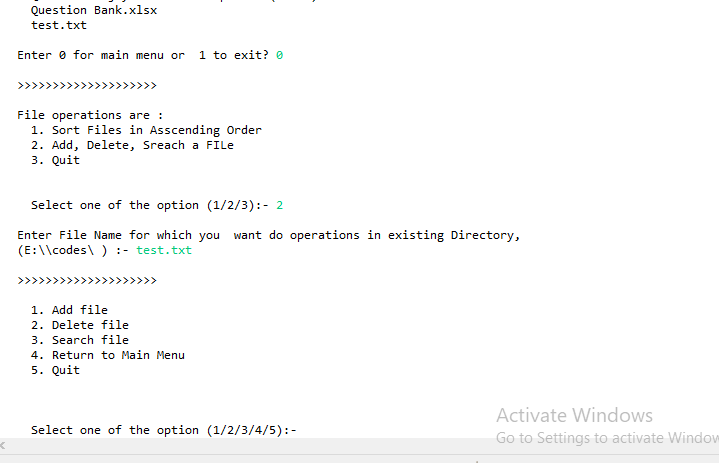 Question Bank.xlsx
test.txt
Enter 0 for main menu or  1 to exit? 0
>>>>>>>>>>>>>>>>>>>>
File operations are :
1. Sort Files in Asscending Order
2. Add, Delete, Sreach a FILe
3. Quit
Select one of the option (1/2/3):- 2
Enter File Name for which you  want do operations in existing Directory,
(E:\\codes\ ) :- test.txt
>>>>>>>>>>>>>>>>>>>>
1. Add file
2. Delete file
3. Search file
4. Return to Main Menu
5. Quit
Select one of the option (1/2/3/4/5):-
Activate Windows
Go to Settings to activate Window